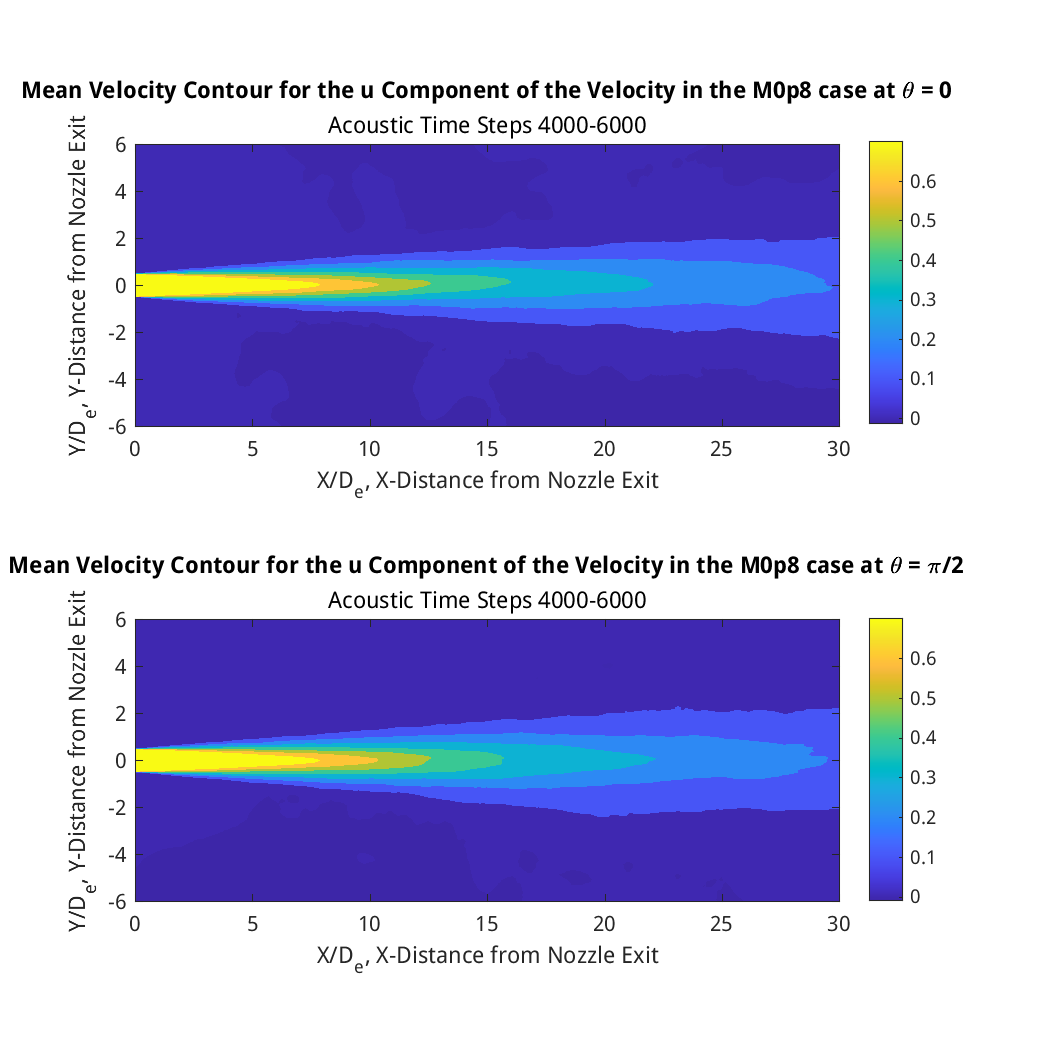 Mean Velocity Contour for the u Component of the Velocity in the M0p8 case at θ = 0
Acoustic Time Steps 4000-6000
Y/De, Y-Distance from Nozzle Exit
6
4
2
0
-2
-4
-6
0 5 10 15 20 25 30
X/De, X-Distance from Nozzle Exit
0.6
0.5
0.4
0.3
0.2
0.1
0
Mean Velocity Contour for the u Component of the Velocity in the M0p8 case at θ = π/2
Acoustic Time Steps 4000-6000
Y/De, Y-Distance from Nozzle Exit
6
4
2
0
-2
-4
-6
0 5 10 15 20 25 30
X/De, X-Distance from Nozzle Exit
0.6
0.5
0.4
0.3
0.2
0.1
0